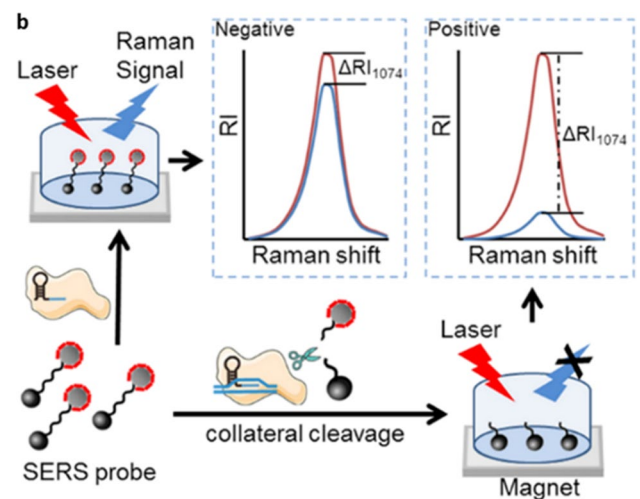 b
Laser
Raman
Signal
Negative
ΔRI1074
RI
Raman shift
Positive
ΔRI1074
RI
Raman shift
SERS probe
collateral cleavage
Laser
Magnet